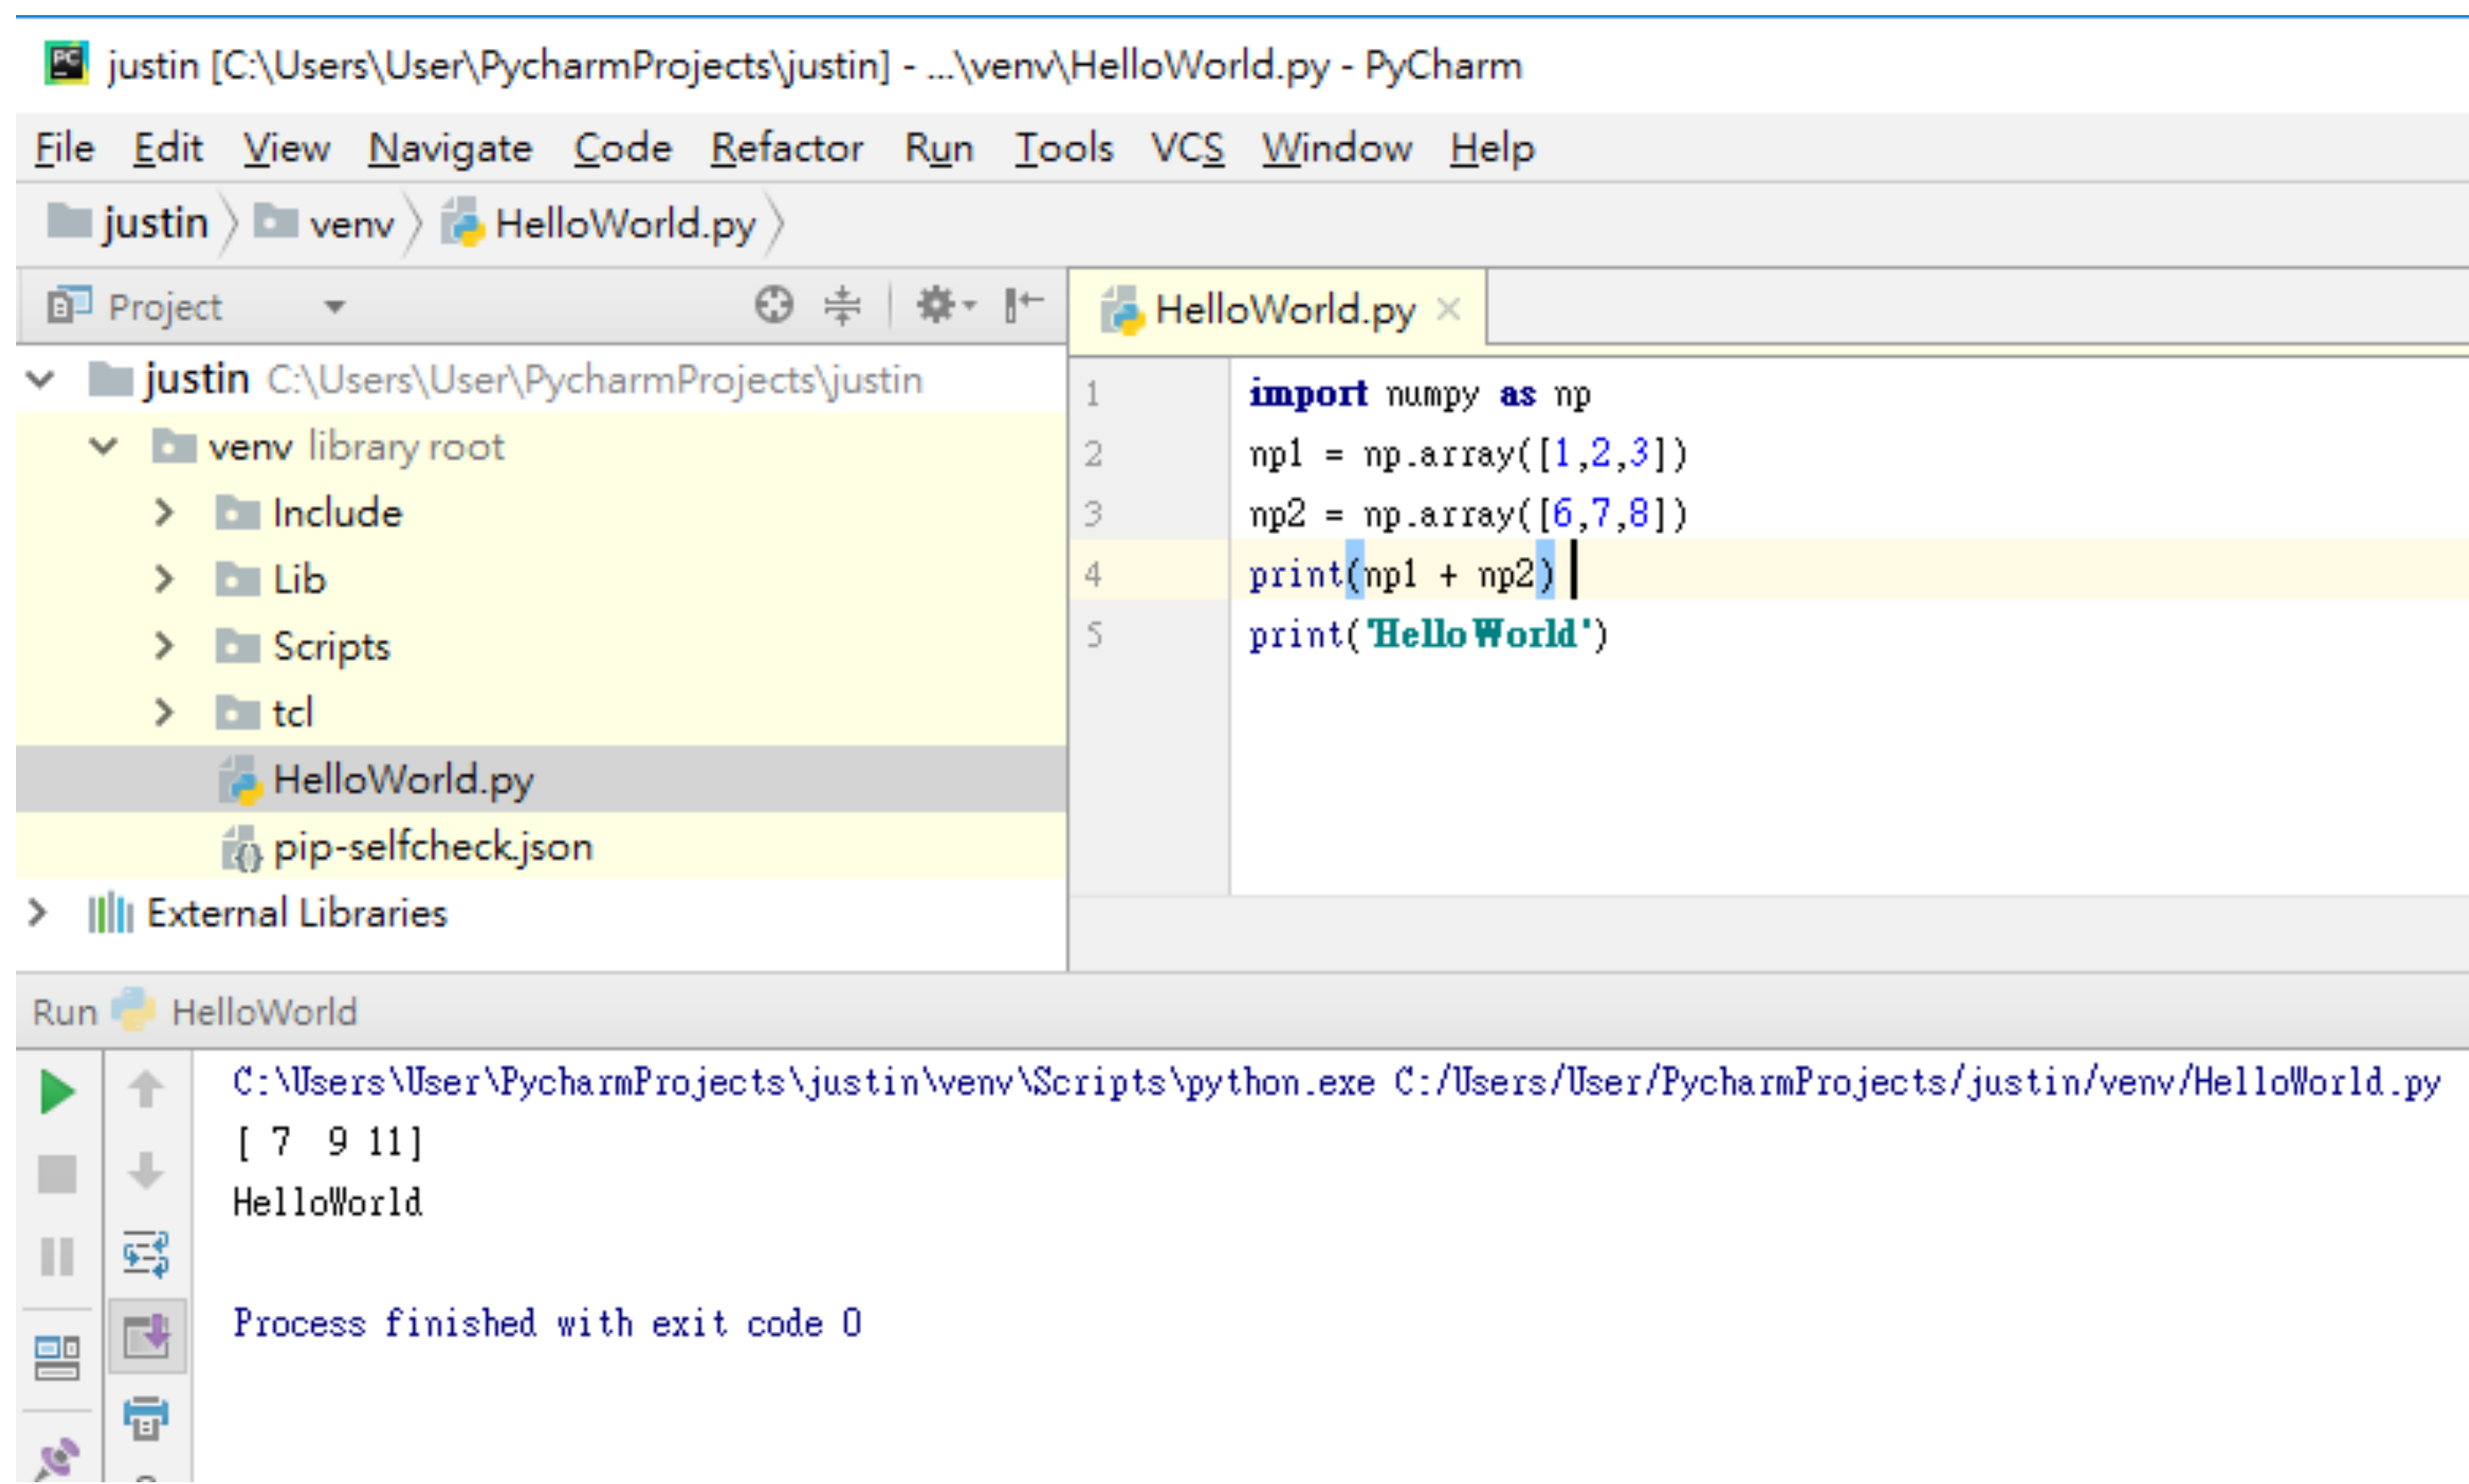 justin [C:\Users\User\PycharmProjects\justin] - ...\venv\HelloWorld.py - PyCharm
File Edit View Navigate Code Refactor Run Tools VCS Window Help
justin venv HelloWorld.py
Project
HelloWorld.py
justin C:\Users\User\PycharmProjects\justin
venv library root
Include
Lib
Scripts
tcl
HelloWorld.py
pip-selfcheck.json
External Libraries
1 import numpy as np
2 np1 = np.array([1,2,3])
3 np2 = np.array([6,7,8])
4 print(np1 + np2)
5 print('HelloWorld')
Run HelloWorld
C:\Users\User\PycharmProjects\justin\venv\Scripts\python.exe C:/Users/User/PycharmProjects/justin/venv/HelloWorld.py
[ 7  9 11]
HelloWorld
Process finished with exit code 0